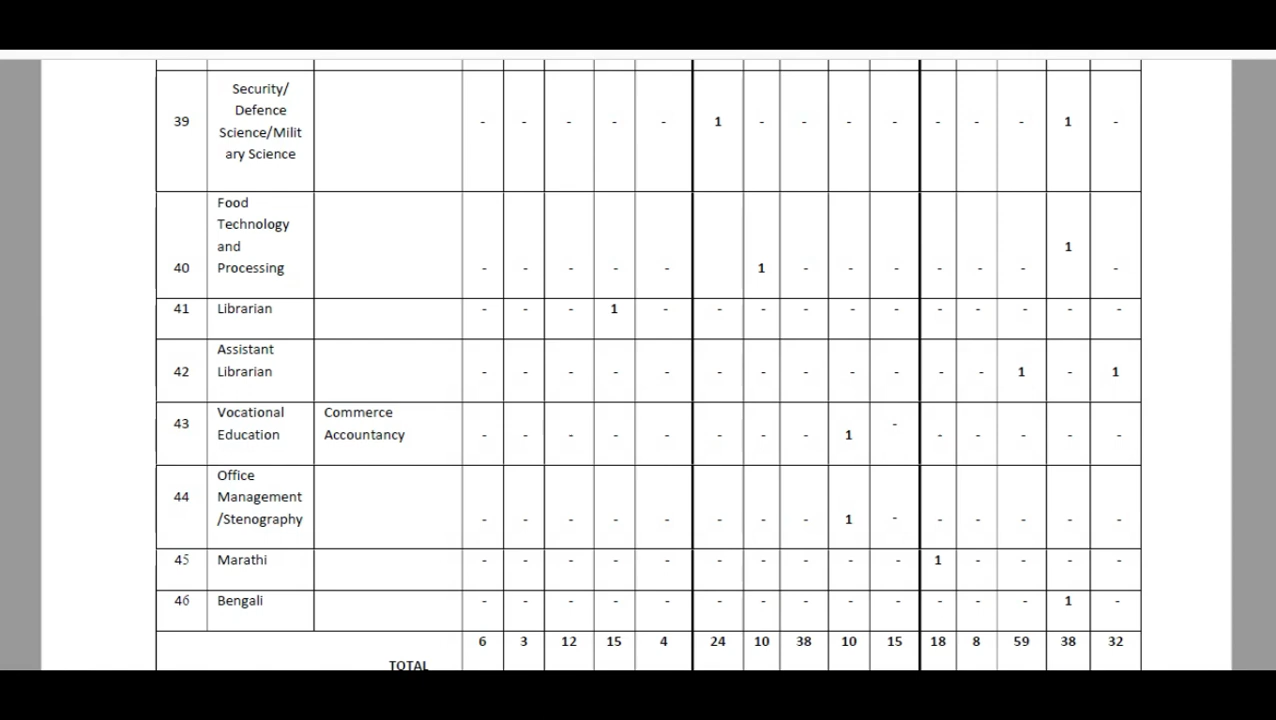 Security/
Defence
Science/Milit
ary Science
39 - - - - - 1 - - - - - - - 1 -
Food
Technology
and
Processing
40 - - - - - 1 - - - - - - 1 -
41 Librarian - - - 1 - - - - - - - - - - -
Assistant
Librarian
42 - - - - - - - - - - - - 1 - 1
43 Vocational Commerce
Education Accountancy - - - - - - - - 1 - - - - - -
Office
44 Management
/Stenography - - - - - - - - 1 - - - - - -
45 Marathi - - - - - - - - - - 1 - - - -
46 Bengali - - - - - - - - - - - - - 1 -
6 3 12 15 4 24 10 38 10 15 18 8 59 38 32
TOTAL